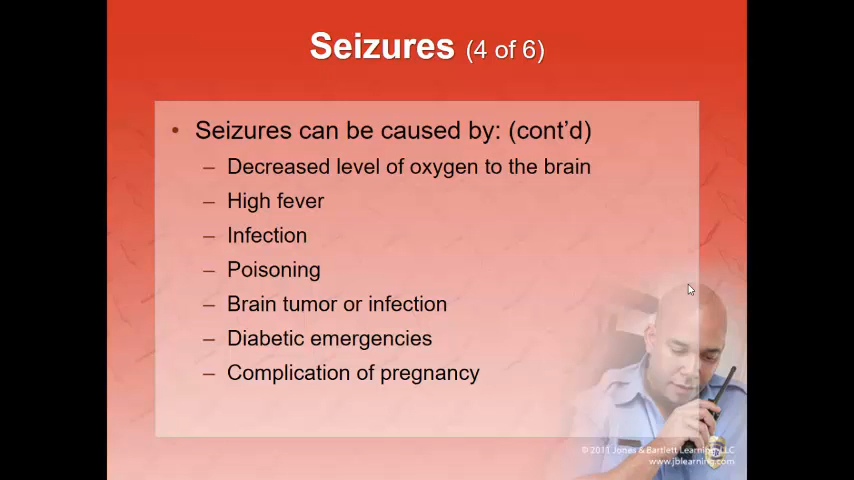 Seizures (4 of 6)
• Seizures can be caused by: (cont’d)
– Decreased level of oxygen to the brain
– High fever
– Infection
– Poisoning
– Brain tumor or infection
– Diabetic emergencies
– Complication of pregnancy
© 2011 Jones & Bartlett Learning, LLC
www.jblearning.com